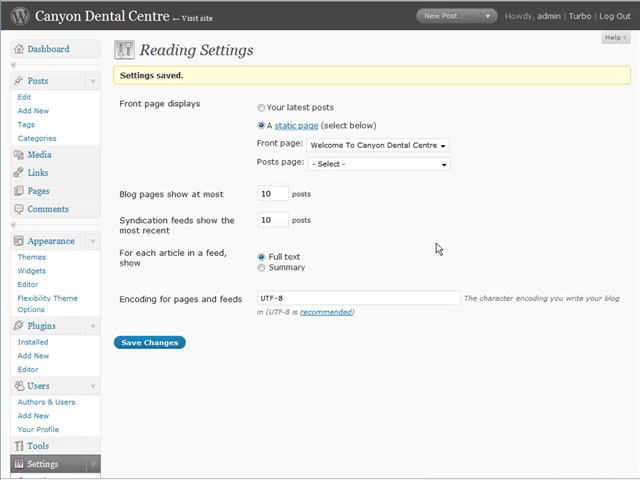 Canyon Dental Centre ← Visit site
New Post
Howdy, admin | Turbo | Log Out
Help
Dashboard
Posts
Edit
Add New
Tags
Categories
Media
Links
Pages
Comments
Appearance
Themes
Widgets
Editor
Flexibility Theme
Options
Plugins
Installed
Add New
Editor
Users
Authors & Users
Add New
Your Profile
Tools
Settings
Reading Settings
Settings saved.
Front page displays
Your latest posts
A static page (select below)
Front page: Welcome To Canyon Dental Centre
Posts page: - Select -
Blog pages show at most 10 posts
Syndication feeds show the
most recent
10 posts
For each article in a feed,
show
Full text
Summary
Encoding for pages and feeds UTF-8 The character encoding you write your blog
in (UTF-8 is recommended)
Save Changes